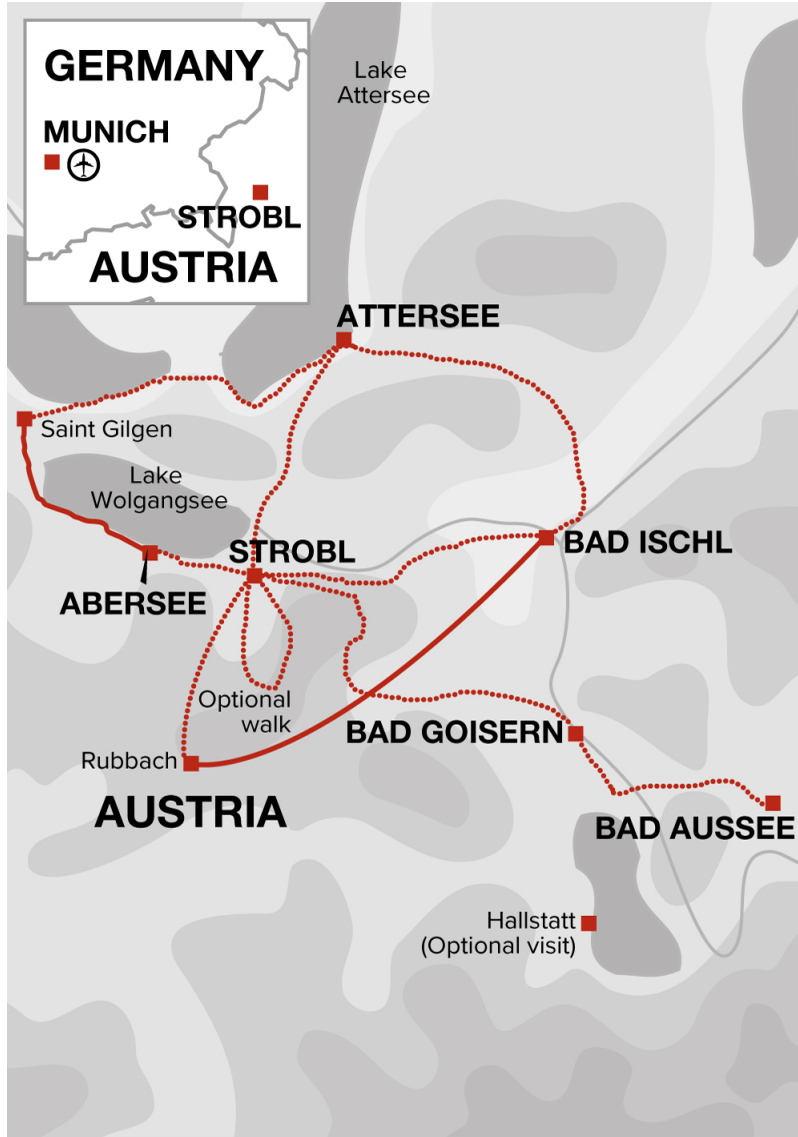 GERMANY
MUNICH
STROBL
AUSTRIA
Lake
Attersee
ATTERSEE
Saint Gilgen
Lake
Wolgangsee
STROBL
BAD ISCHL
ABERSEE
Optional
walk
BAD GOISERN
Rubbach
AUSTRIA
BAD AUSSEE
Hallstatt
(Optional visit)